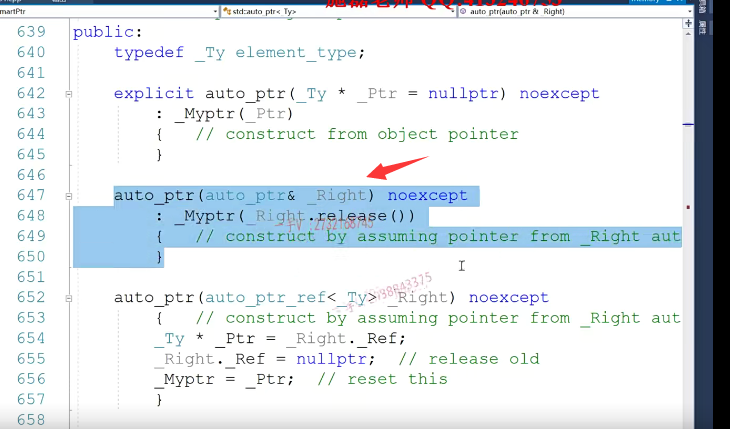 martPtr
std::auto_ptr<_Ty>
auto_ptr(auto_ptr & _Right)
639 public:
640 typedef _Ty element_type;
641
642 explicit auto_ptr(_Ty * _Ptr = nullptr) noexcept
643 : _Myptr(_Ptr)
644 { // construct from object pointer
645 }
646
647 auto_ptr(auto_ptr& _Right) noexcept
648 : _Myptr(_Right.release())
649 { // construct by assuming pointer from _Right aut
650 }
651
652 auto_ptr(auto_ptr_ref<_Ty> _Right) noexcept
653 { // construct by assuming pointer from _Right aut
654 _Ty * _Ptr = _Right._Ref;
655 _Right._Ref = nullptr; // release old
656 _Myptr = _Ptr; // reset this
657 }
658